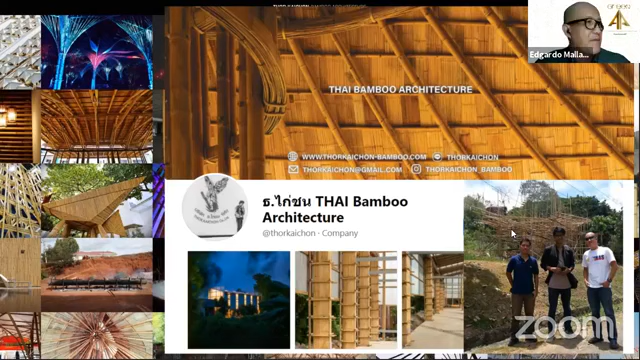 THAI BAMBOO ARCHITECTURE
WWW.THORKAICHON-BAMBOO.COM THORKAICHON
THORKAICHON@GMAIL.COM THORKAICHON_BAMBOO
ธ.ไก่ชน THAI Bamboo
Architecture
@thorkaichon · Company
Edgardo Malla...
zoom